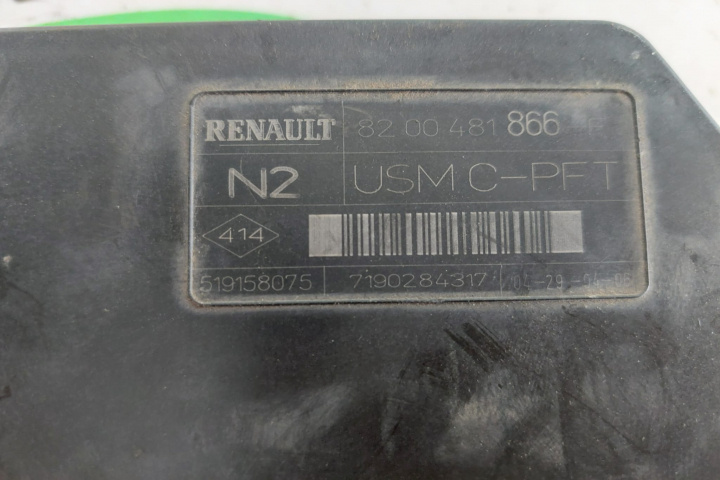 RENAULT 82 00 481 866
N2 USM C-PFT
414
519158075 7190284317